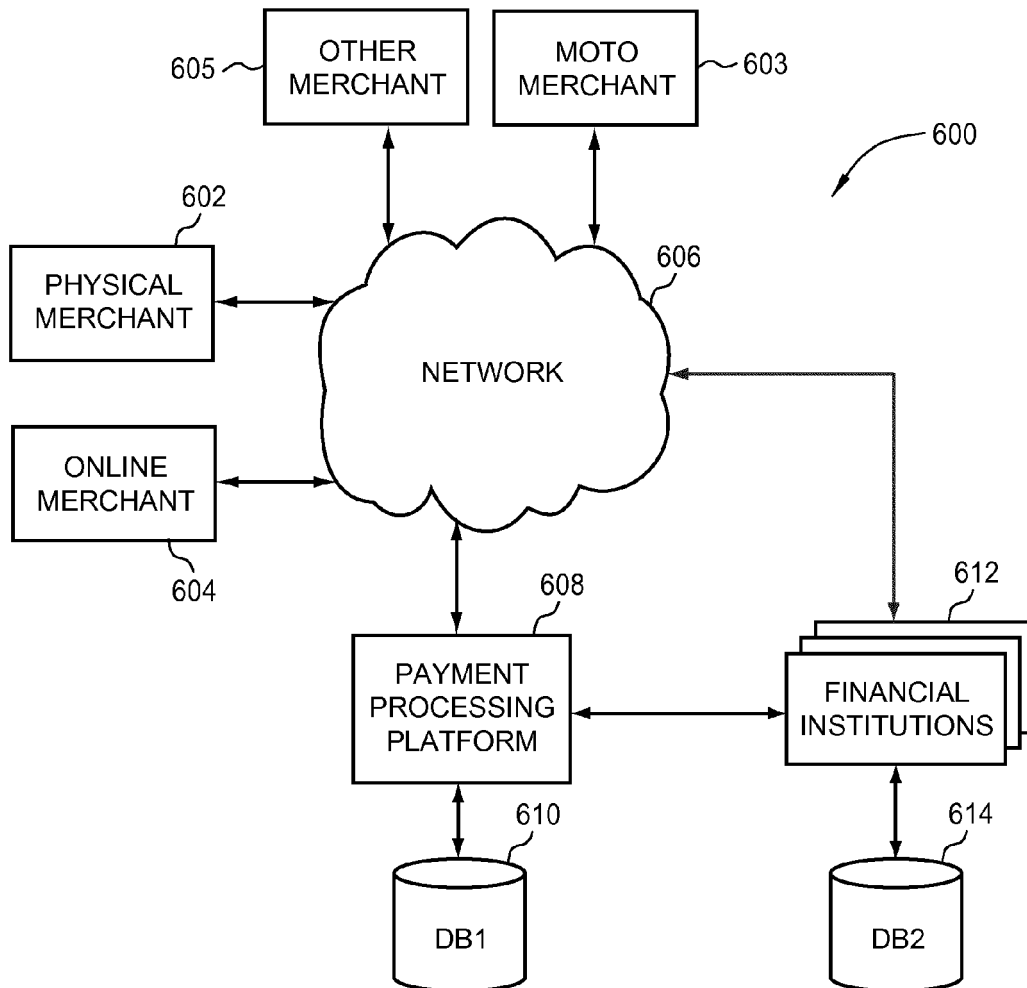 605
OTHER
MERCHANT
MOTO
MERCHANT
603
600
602
PHYSICAL
MERCHANT
606
NETWORK
ONLINE
MERCHANT
604
608
PAYMENT
PROCESSING
PLATFORM
612
FINANCIAL
INSTITUTIONS
610
DB1
614
DB2